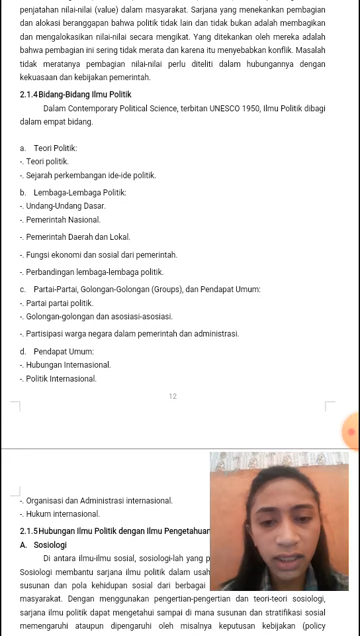 penjatahan nilai-nilai (value) dalam masyarakat. Sarjana yang menekankan pembagian
dan alokasi beranggapan bahwa politik tidak lain dan tidak bukan adalah membagikan
dan mengalokasikan nilai-nilai secara mengikat. Yang ditekankan oleh mereka adalah
bahwa pembagian ini sering tidak merata dan karena itu menyebabkan konflik. Masalah
tidak meratanya pembagian nilai-nilai perlu diteliti dalam hubungannya dengan
kekuasaan dan kebijakan pemerintah.
2.1.4 Bidang-Bidang Ilmu Politik
Dalam Contemporary Political Science, terbitan UNESCO 1950, Ilmu Politik dibagi
dalam empat bidang.
a. Teori Politik:
-. Teori politik.
-. Sejarah perkembangan ide-ide politik.
b. Lembaga-Lembaga Politik:
-. Undang-Undang Dasar.
-. Pemerintah Nasional.
-. Pemerintah Daerah dan Lokal.
-. Fungsi ekonomi dan sosial dari pemerintah.
-. Perbandingan lembaga-lembaga politik.
c. Partai-Partai, Golongan-Golongan (Groups), dan Pendapat Umum:
-. Partai partai politik.
-. Golongan-golongan dan asosiasi-asosiasi.
-. Partisipasi warga negara dalam pemerintah dan administrasi.
d. Pendapat Umum:
-. Hubungan Internasional.
-. Politik Internasional.
12
-. Organisasi dan Administrasi internasional.
-. Hukum internasional.
2.1.5 Hubungan Ilmu Politik dengan Ilmu Pengetahuan
A. Sosiologi
Di antara ilmu-ilmu sosial, sosiologi-lah yang p
Sosiologi membantu sarjana ilmu politik dalam usah
susunan dan pola kehidupan sosial dari berbagai
masyarakat. Dengan menggunakan pengertian-pengertian dan teori-teori sosiologi,
sarjana ilmu politik dapat mengetahui sampai di mana susunan dan stratifikasi sosial
memengaruhi ataupun dipengaruhi oleh misalnya keputusan kebijakan (policy